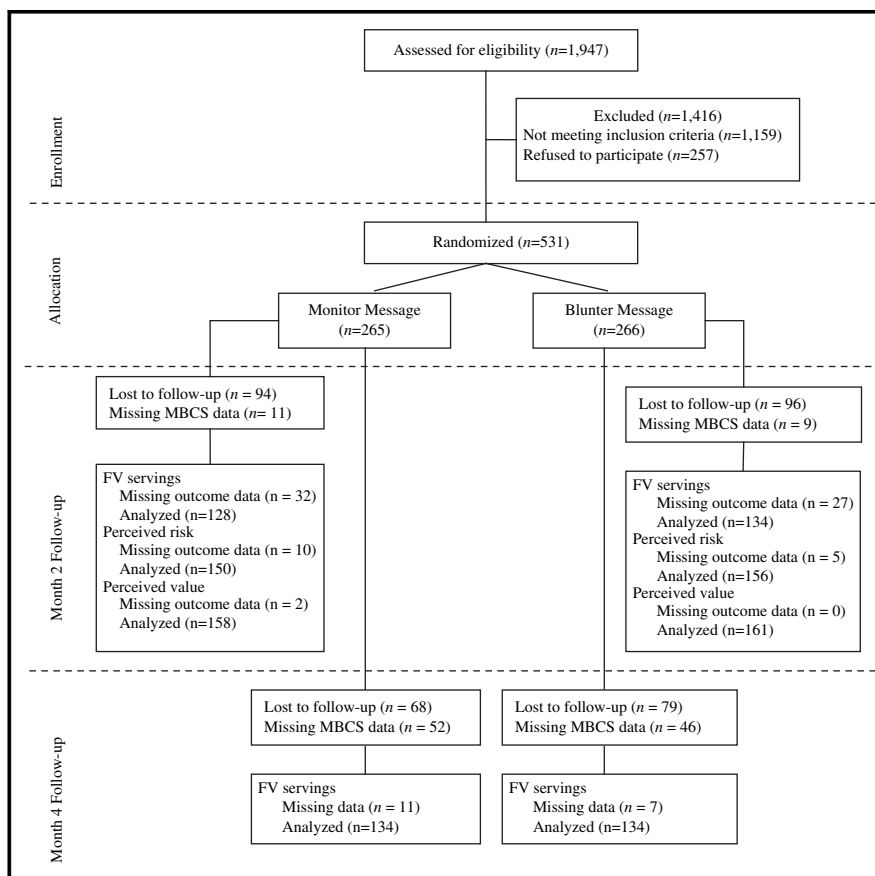 Assessed for eligibility (n=1,947)
Enrollment
Excluded (n=1,416)
Not meeting inclusion criteria (n=1,159)
Refused to participate (n=257)
Allocation
Randomized (n=531)
Monitor Message
(n=265)
Blunter Message
(n=266)
Month 2 Follow-up
Lost to follow-up (n = 94)
Missing MBCS data (n= 11)
FV servings
Missing outcome data (n = 32)
Analyzed (n=128)
Perceived risk
Missing outcome data (n = 10)
Analyzed (n=150)
Perceived value
Missing outcome data (n = 2)
Analyzed (n=158)
Lost to follow-up (n = 96)
Missing MBCS data (n = 9)
FV servings
Missing outcome data (n = 27)
Analyzed (n=134)
Perceived risk
Missing outcome data (n = 5)
Analyzed (n=156)
Perceived value
Missing outcome data (n = 0)
Analyzed (n=161)
Month 4 Follow-up
Lost to follow-up (n = 68)
Missing MBCS data (n = 52)
FV servings
Missing data (n = 11)
Analyzed (n=134)
Lost to follow-up (n = 79)
Missing MBCS data (n = 46)
FV servings
Missing data (n = 7)
Analyzed (n=134)